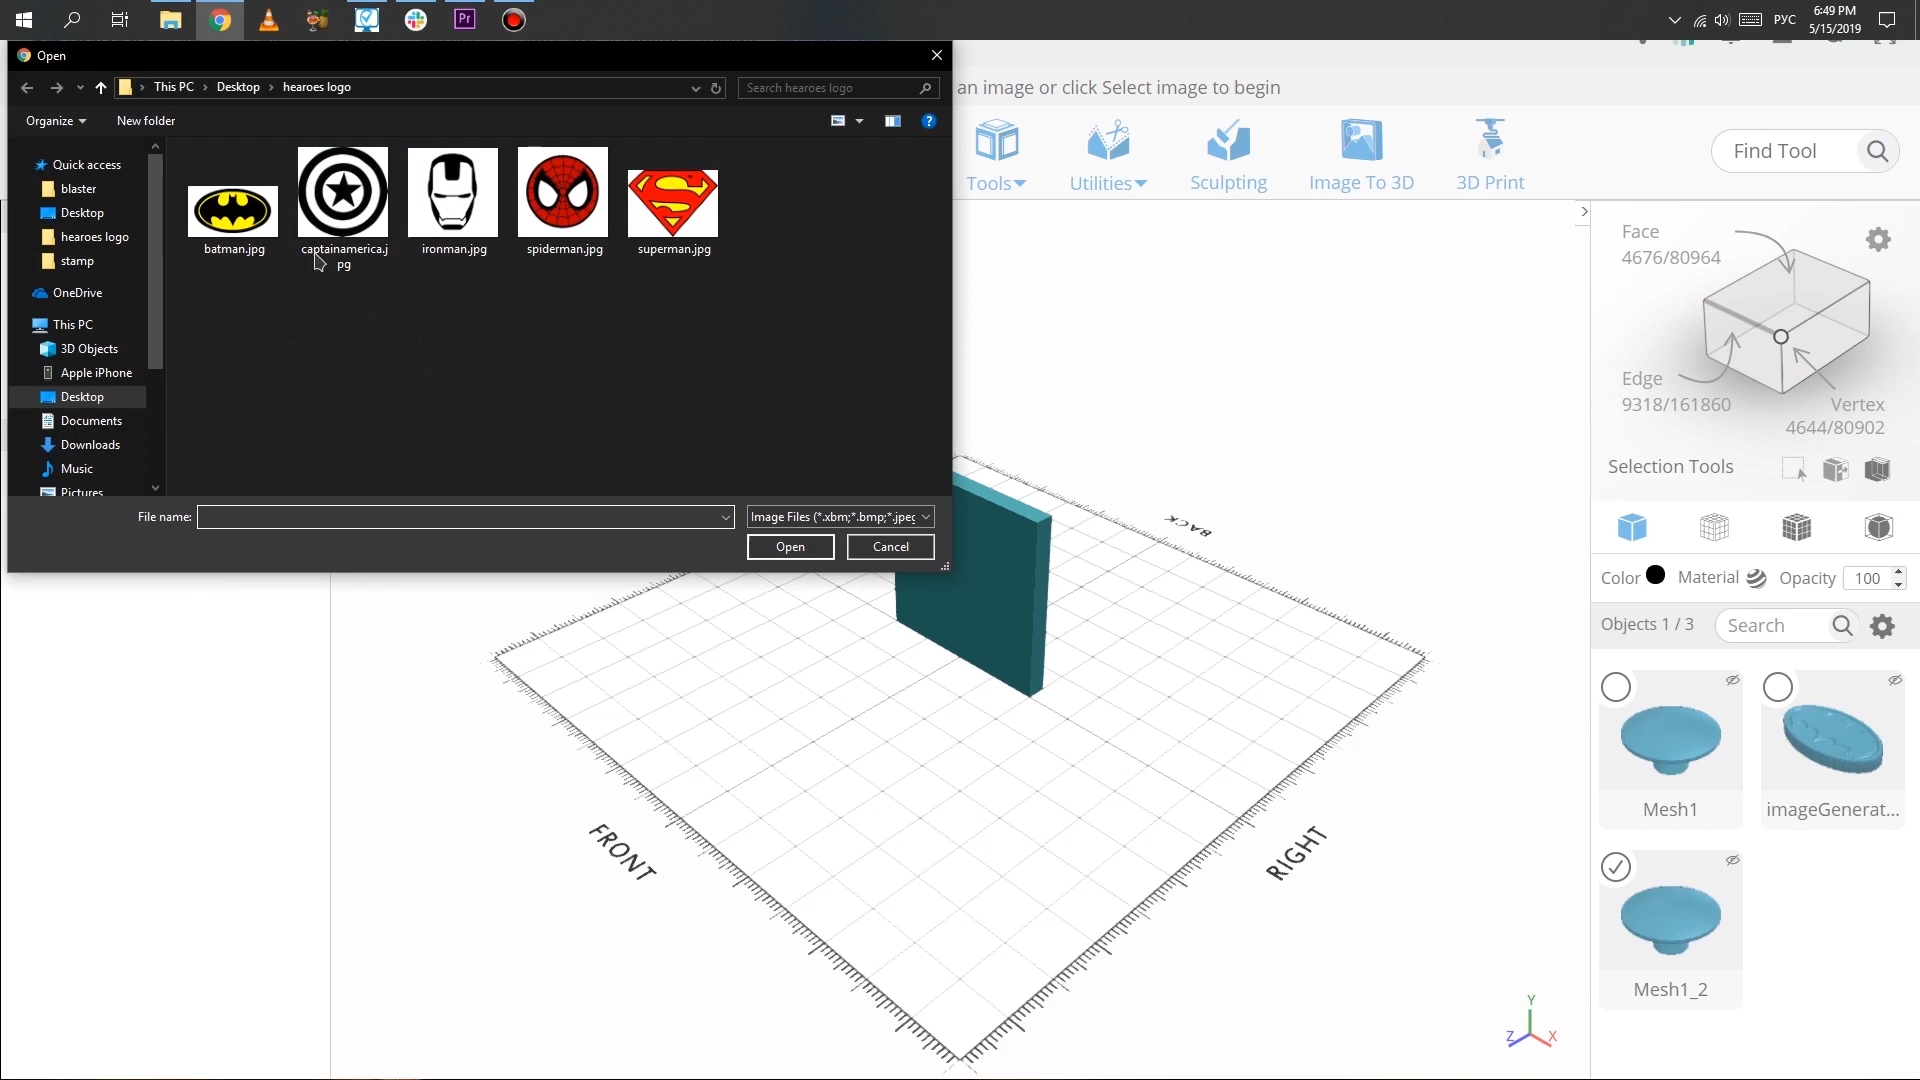 Pr
РУС
6:49 PM
5/15/2019
Open
This PC > Desktop > hearoes logo
Search hearoes logo
Organize
New folder
?
Quick access
blaster
Desktop
hearoes logo
stamp
OneDrive
This PC
3D Objects
Apple iPhone
Desktop
Documents
Downloads
Music
Pictures
batman.jpg
captainamerica.j
pg
ironman.jpg
spiderman.jpg
superman.jpg
File name:
Image Files (*.xbm;*.bmp;*.jpeg
Open
Cancel
an image or click Select image to begin
Tools
Utilities
Sculpting
Image To 3D
3D Print
Find Tool
Face
4676/80964
Edge
9318/161860
Vertex
4644/80902
Selection Tools
Color
Material
Opacity
100
Objects 1 / 3
Search
Mesh1
imageGenerat...
Mesh1_2
BACK
FRONT
RIGHT
Y
Z
X